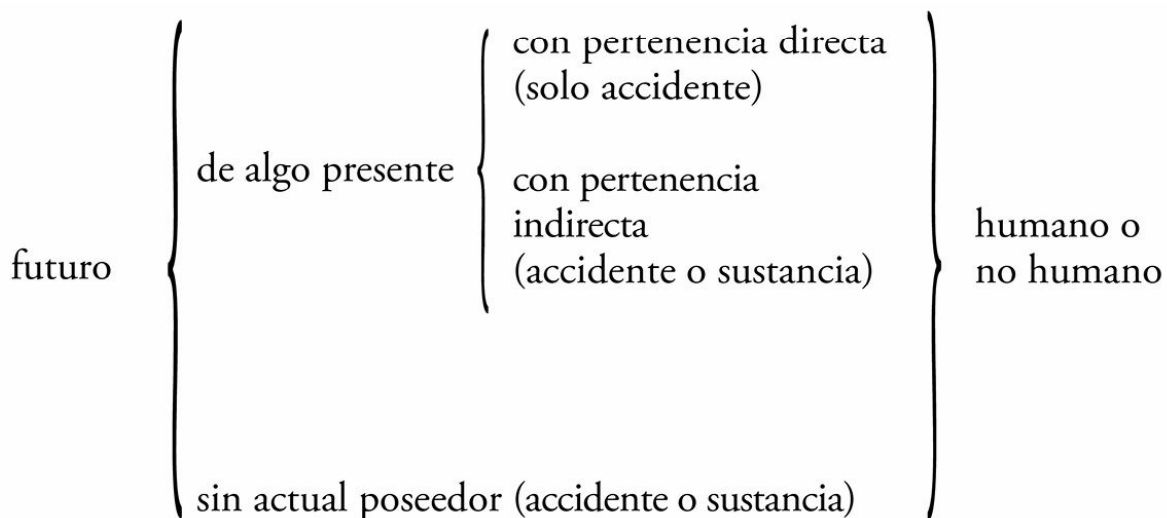 futuro
de algo presente
con pertenencia directa
(solo accidente)
con pertenencia
indirecta
(accidente o sustancia)
sin actual poseedor (accidente o sustancia)
humano o
no humano